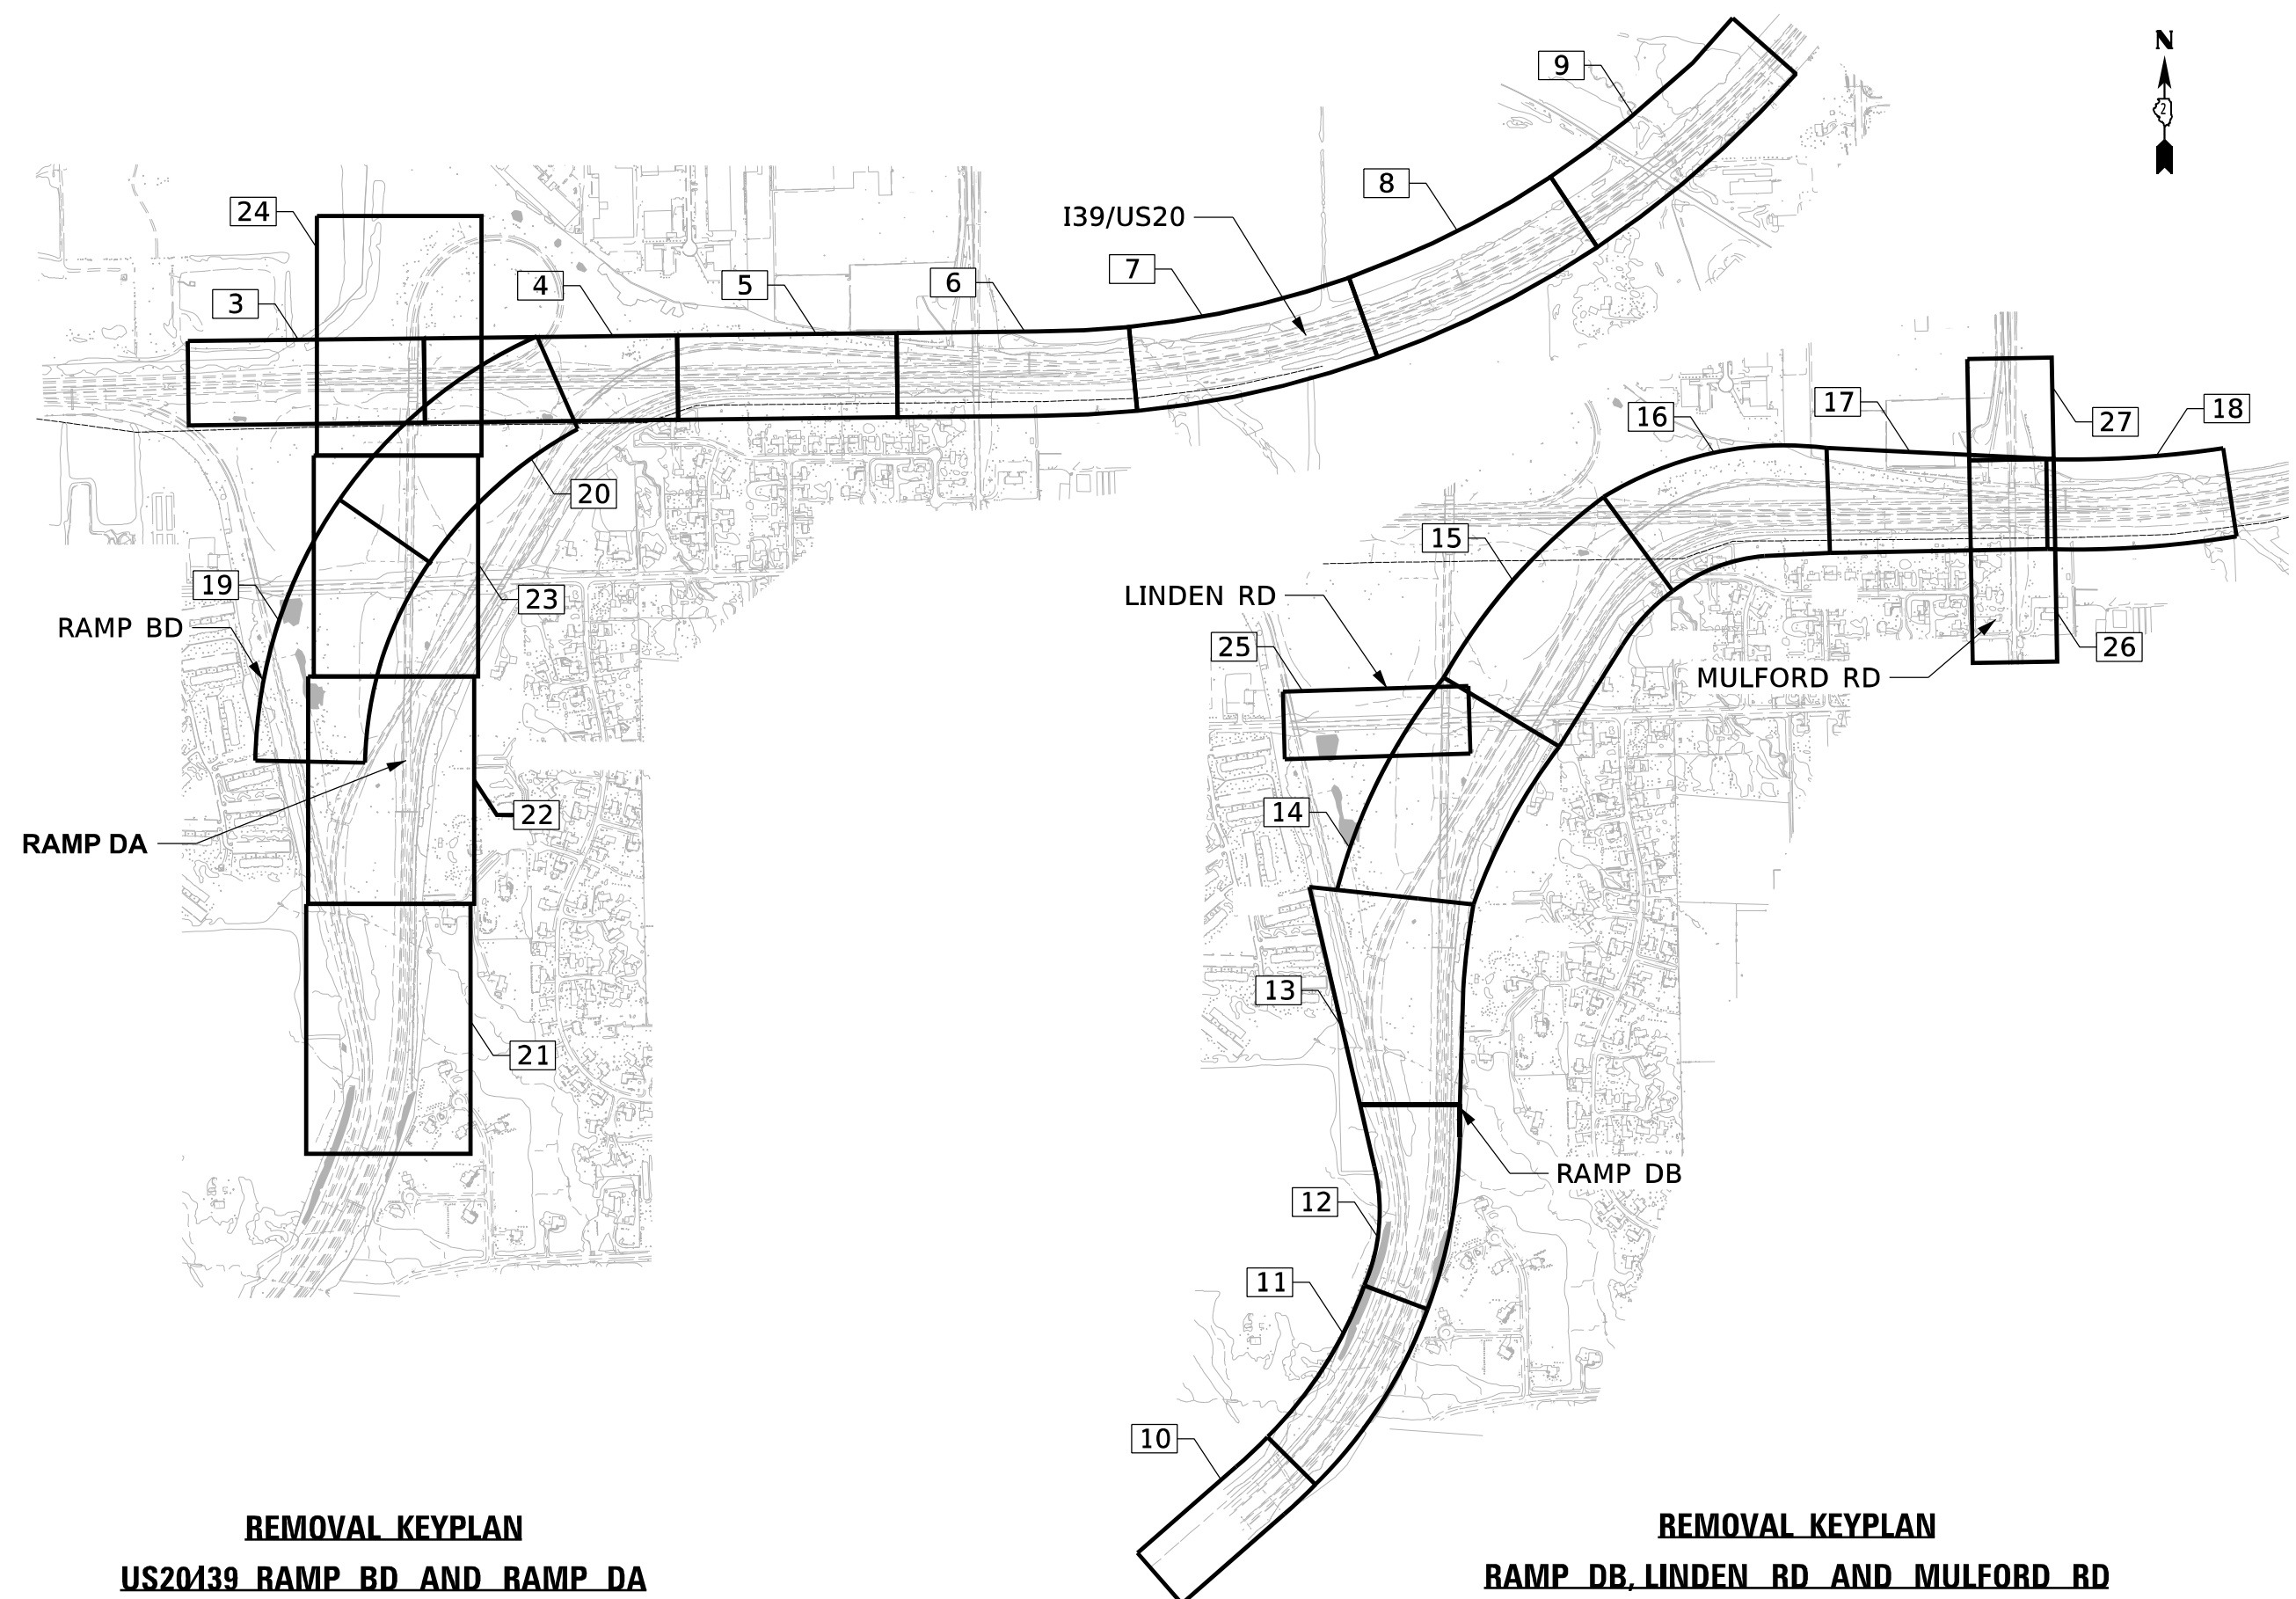 N
2
9
8
24
I39/US20
7
4
5
6
3
17
27
18
16
20
15
19
23
LINDEN RD
RAMP BD
25
26
MULFORD RD
14
22
RAMP DA
13
21
RAMP DB
12
11
10
REMOVAL KEYPLAN
US20/I39 RAMP BD AND RAMP DA
REMOVAL KEYPLAN
RAMP DB, LINDEN RD AND MULFORD RD